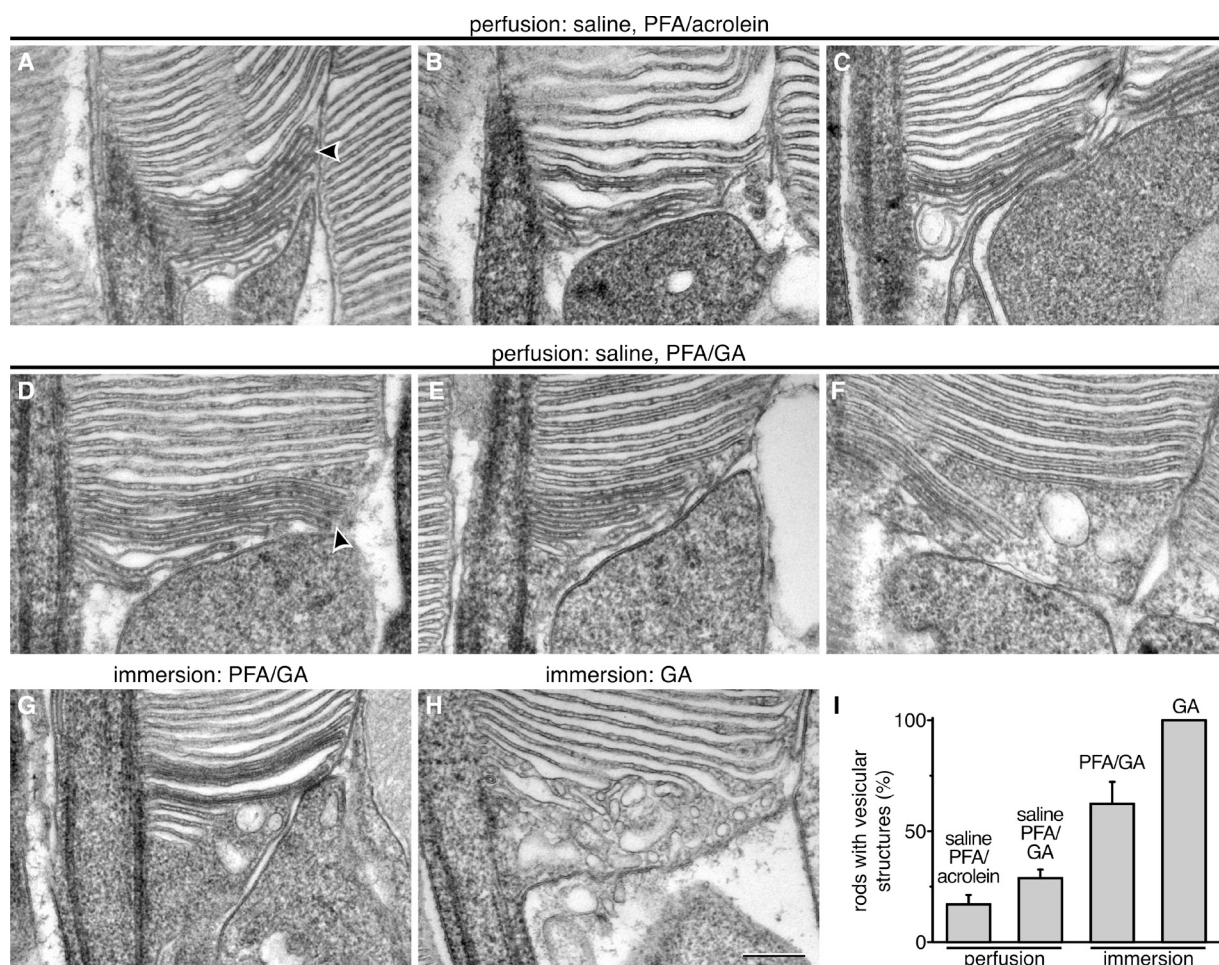 perfusion: saline, PFA/acrolein
A
B
C
perfusion: saline, PFA/GA
D
E
F
immersion: PFA/GA
immersion: GA
G
H
I
rods with vesicular
structures (%)
100
50
0
saline
PFA/
acrolein
saline
PFA/
GA
PFA/GA
GA
perfusion
immersion